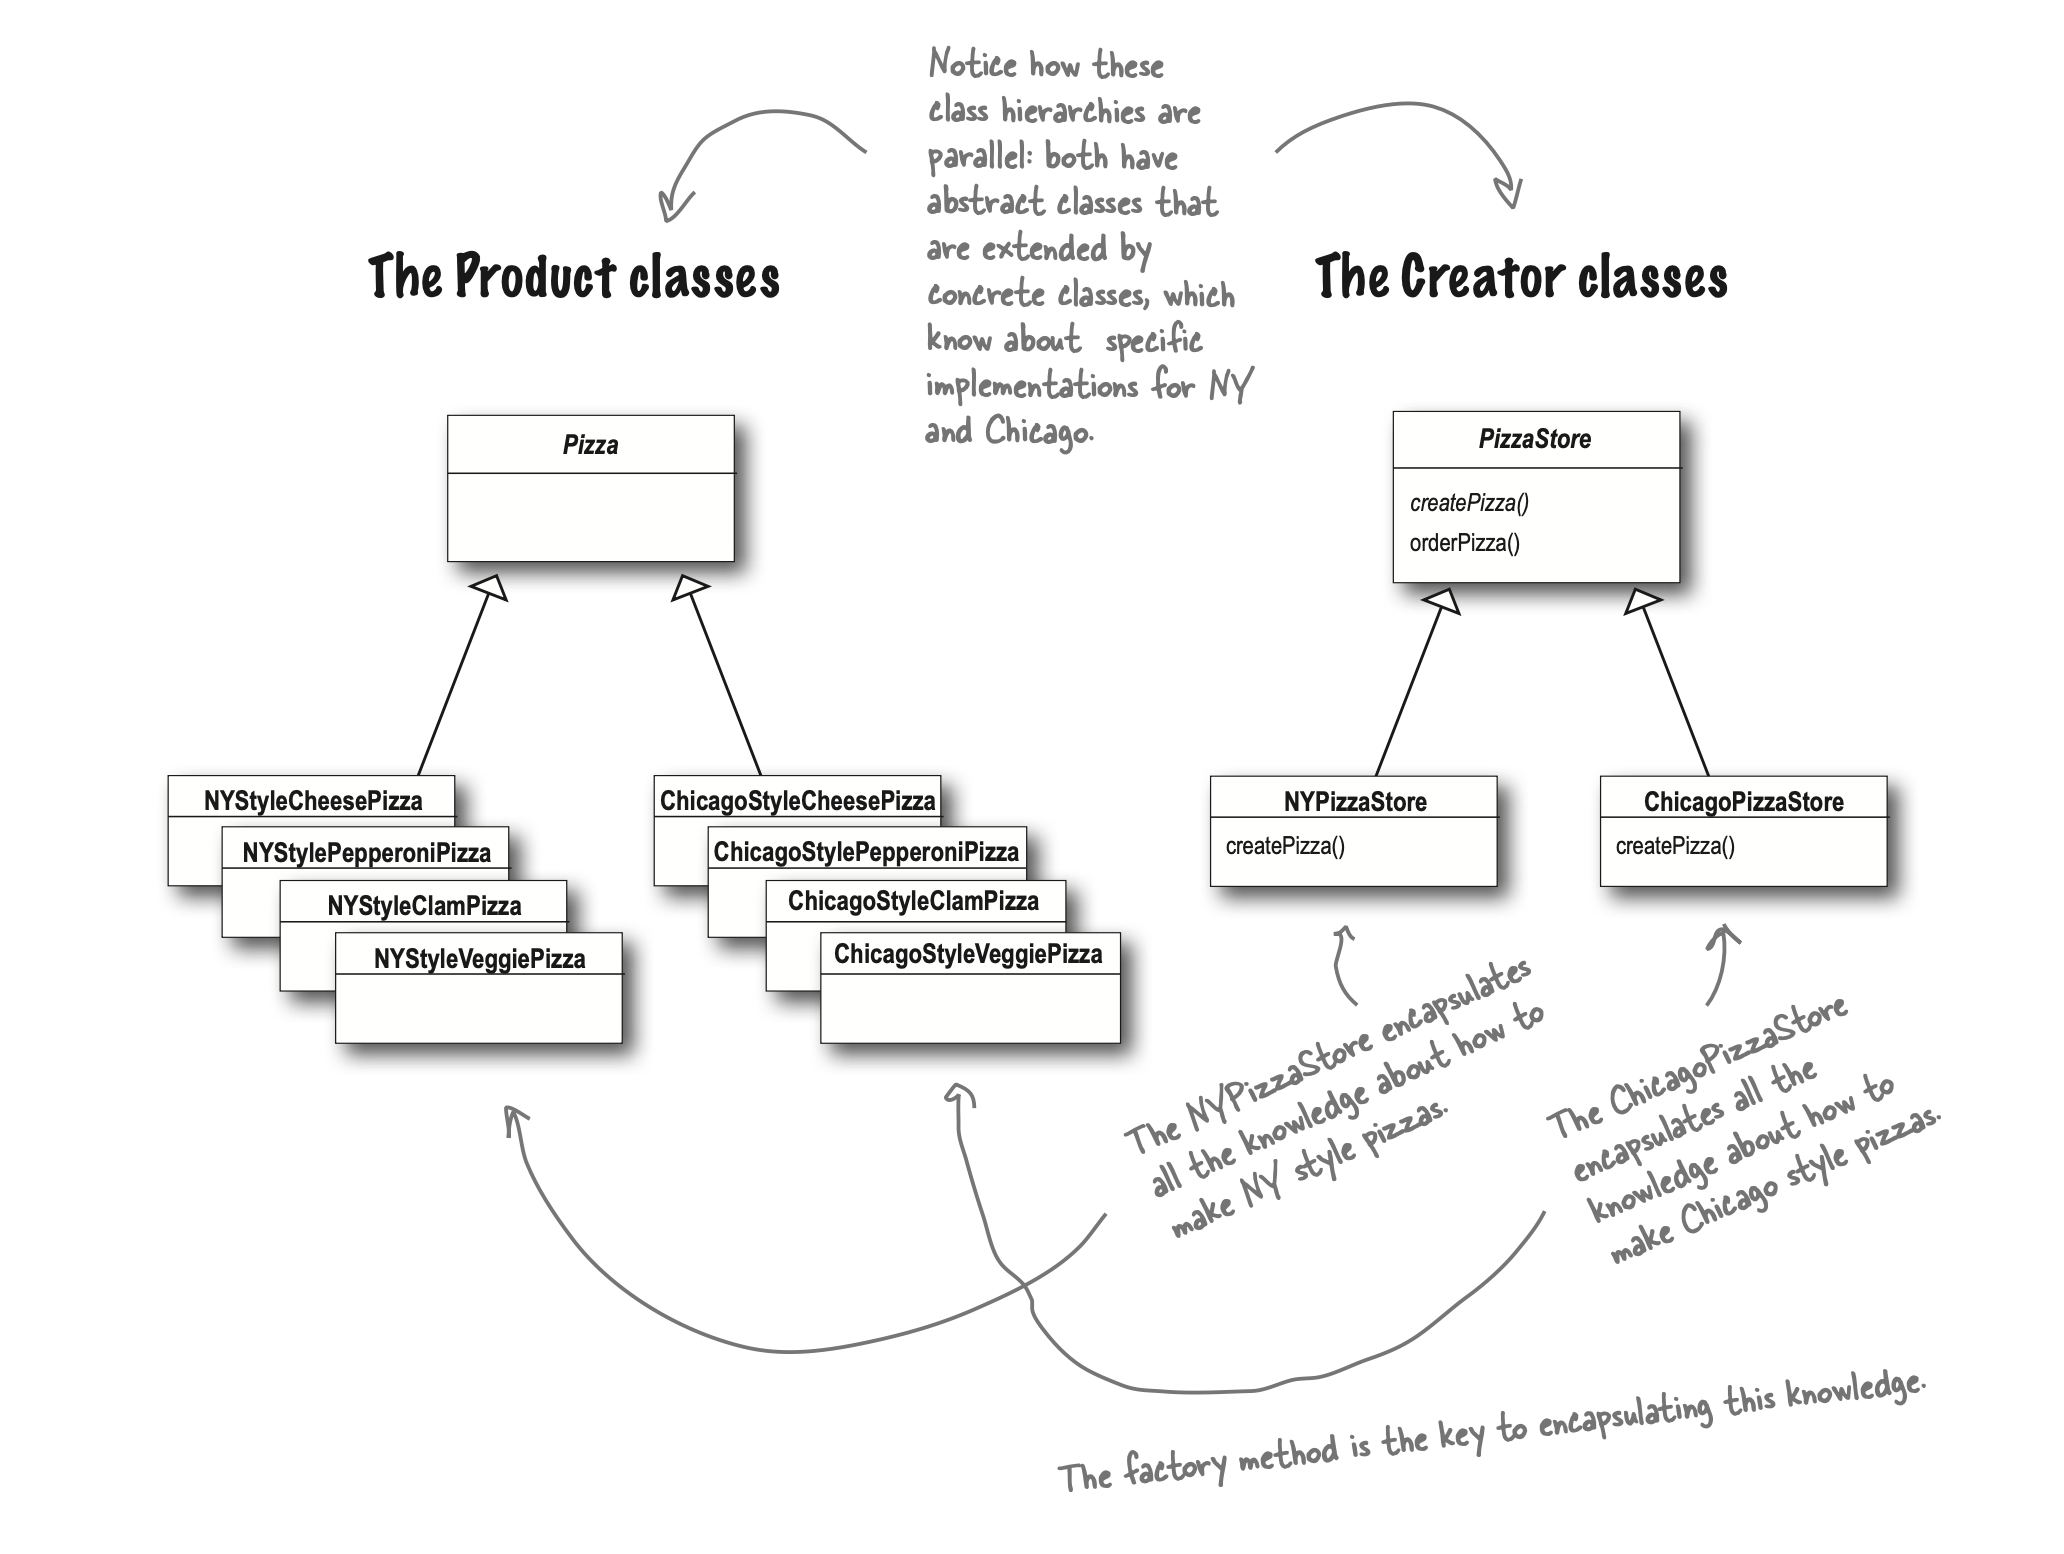 Notice how these
class hierarchies are
parallel: both have
abstract classes that
are extended by
concrete classes, which
know about specific
implementations for NY
and Chicago.
The Product classes
The Creator classes
Pizza
PizzaStore
createPizza()
orderPizza()
NYStyleCheesePizza
NYStylePepperoniPizza
NYStyleClamPizza
NYStyleVeggiePizza
ChicagoStyleCheesePizza
ChicagoStylePepperoniPizza
ChicagoStyleClamPizza
ChicagoStyleVeggiePizza
NYPizzaStore
createPizza()
ChicagoPizzaStore
createPizza()
The NYPizzaStore encapsulates
all the knowledge about how to
make NY style pizzas.
The ChicagoPizzaStore
encapsulates all the
knowledge about how to
make Chicago style pizzas.
The factory method is the key to encapsulating this knowledge.